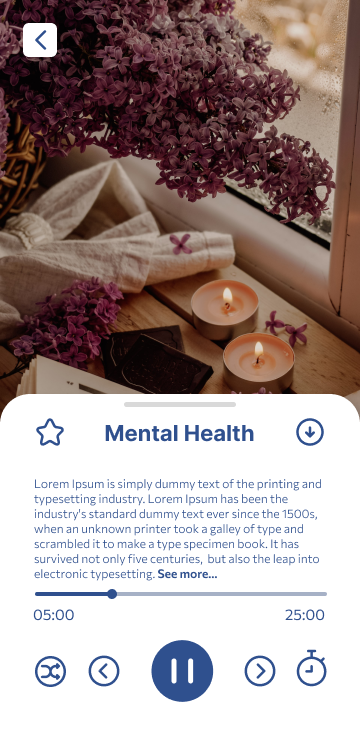 Mental Health
Lorem Ipsum is simply dummy text of the printing and
typesetting industry. Lorem Ipsum has been the
industry's standard dummy text ever since the 1500s,
when an unknown printer took a galley of type and
scrambled it to make a type specimen book. It has
survived not only five centuries, but also the leap into
electronic typesetting. See more...
05:00 25:00